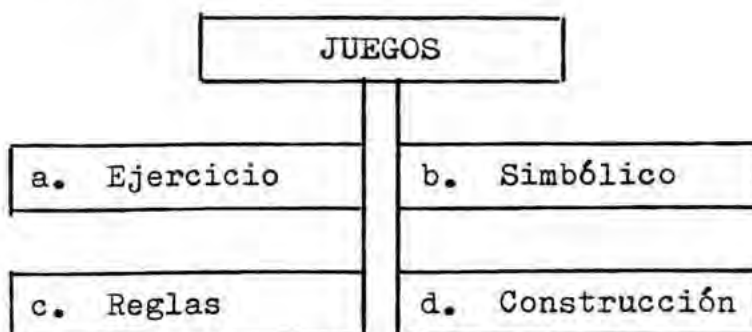 JUEGOS
a. Ejercicio
b. Simbólico
c. Reglas
d. Construcción